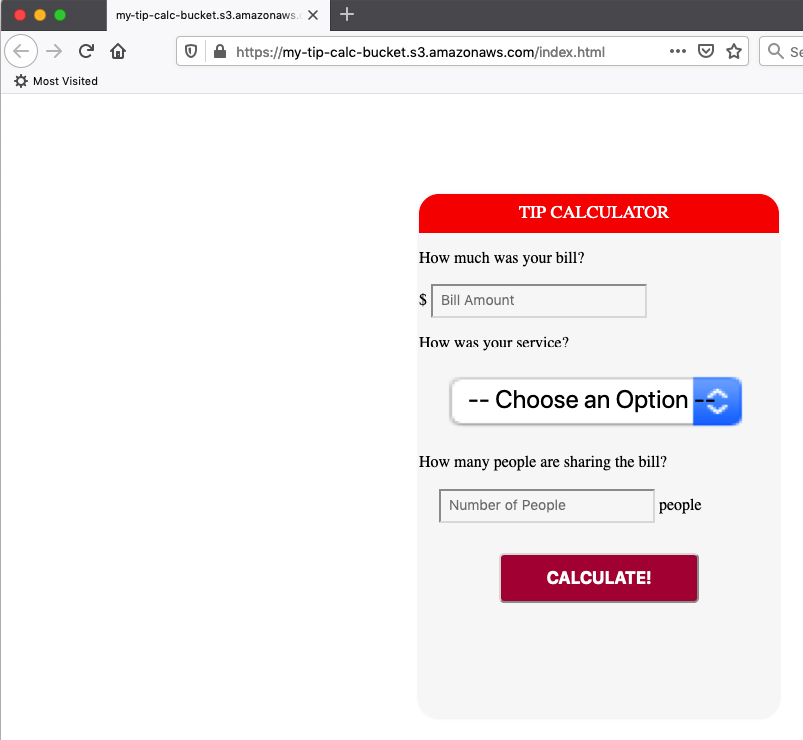 my-tip-calc-bucket.s3.amazonaws.
https://my-tip-calc-bucket.s3.amazonaws.com/index.html
Se
Most Visited
TIP CALCULATOR
How much was your bill?
$ Bill Amount
How was your service?
-- Choose an Option --
How many people are sharing the bill?
Number of People people
CALCULATE!